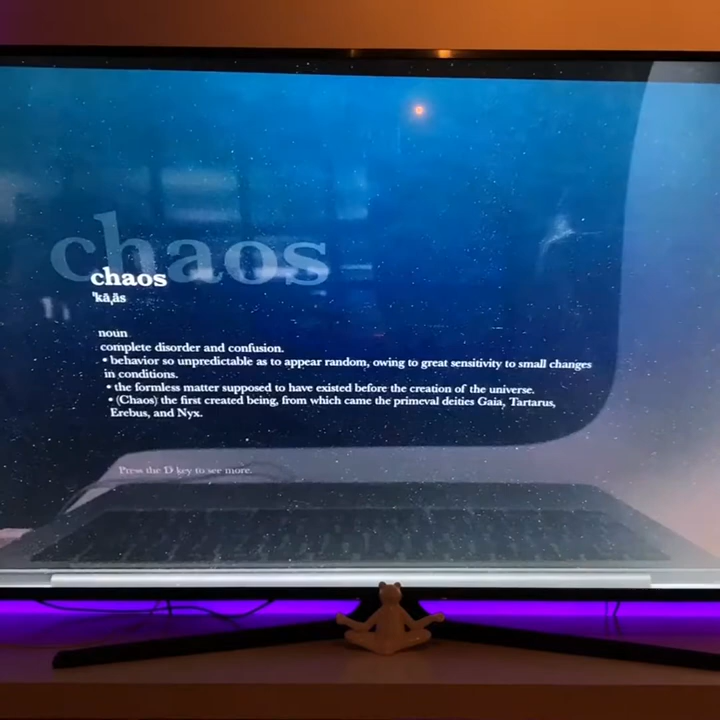 chaos
chaos
'kā,äs
noun
complete disorder and confusion.
• behavior so unpredictable as to appear random, owing to great sensitivity to small changes
in conditions.
• the formless matter supposed to have existed before the creation of the universe.
• (Chaos) the first created being, from which came the primeval deities Gaia, Tartarus,
Erebus, and Nyx.
Press the D key to see more.